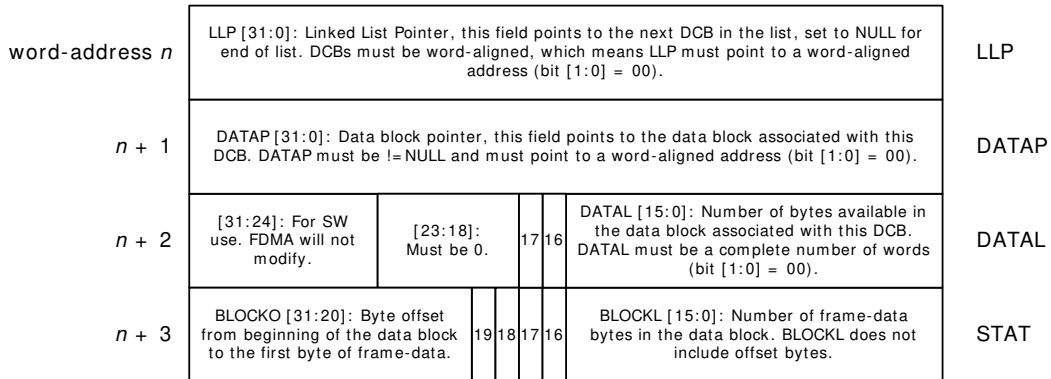 word-address n
LLP [31:0]: Linked List Pointer, this field points to the next DCB in the list, set to NULL for
end of list. DCBs must be word-aligned, which means LLP must point to a word-aligned
address (bit [1:0] = 00).
LLP
n + 1
DATAP [31:0]: Data block pointer, this field points to the data block associated with this
DCB. DATAP must be != NULL and must point to a word-aligned address (bit [1:0] = 00).
DATAP
n + 2
[31:24]: For SW
use. FDMA will not
modify.
[23:18]:
Must be 0.
17
16
DATAL [15:0]: Number of bytes available in
the data block associated with this DCB.
DATAL must be a complete number of words
(bit [1:0] = 00).
DATAL
n + 3
BLOCKO [31:20]: Byte offset
from beginning of the data block
to the first byte of frame-data.
19
18
17
16
BLOCKL [15:0]: Number of frame-data
bytes in the data block. BLOCKL does not
include offset bytes.
STAT